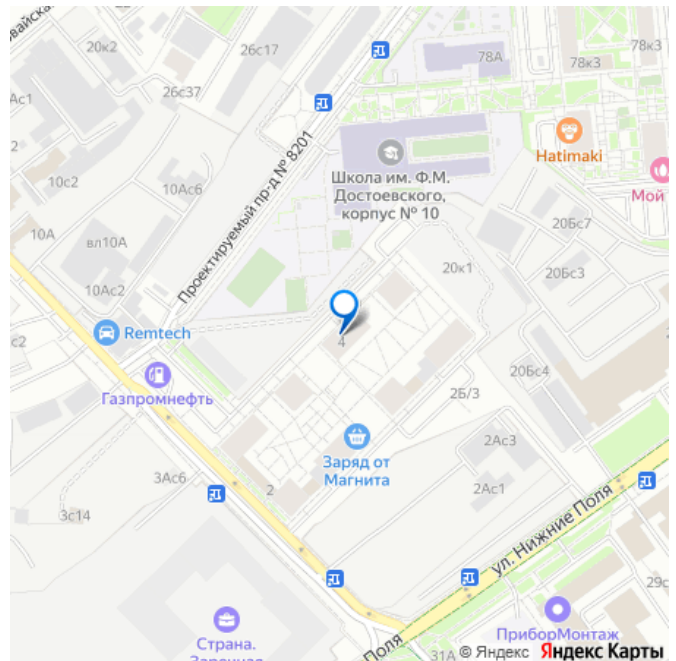 20к2
26с17
78А
78к3
78к3
26с37
Ас1
Проектируемый пр-д № 8201
Hatimaki
Школа им. Ф.М.
Достоевского,
корпус № 10
Мой
10с2
10Ас6
20Бс7
10А
вл10А
20к1
20Бс3
10Ас2
Remtech
4
с2
20Бс4
Газпромнефть
2Б/3
Заряд от
Магнита
2Ас3
3Ас6
2
2Ас1
3с14
ул. Нижние Поля
29с
Страна.
ПриборМонтаж
Поля
31А
© Яндекс Яндекс Карты